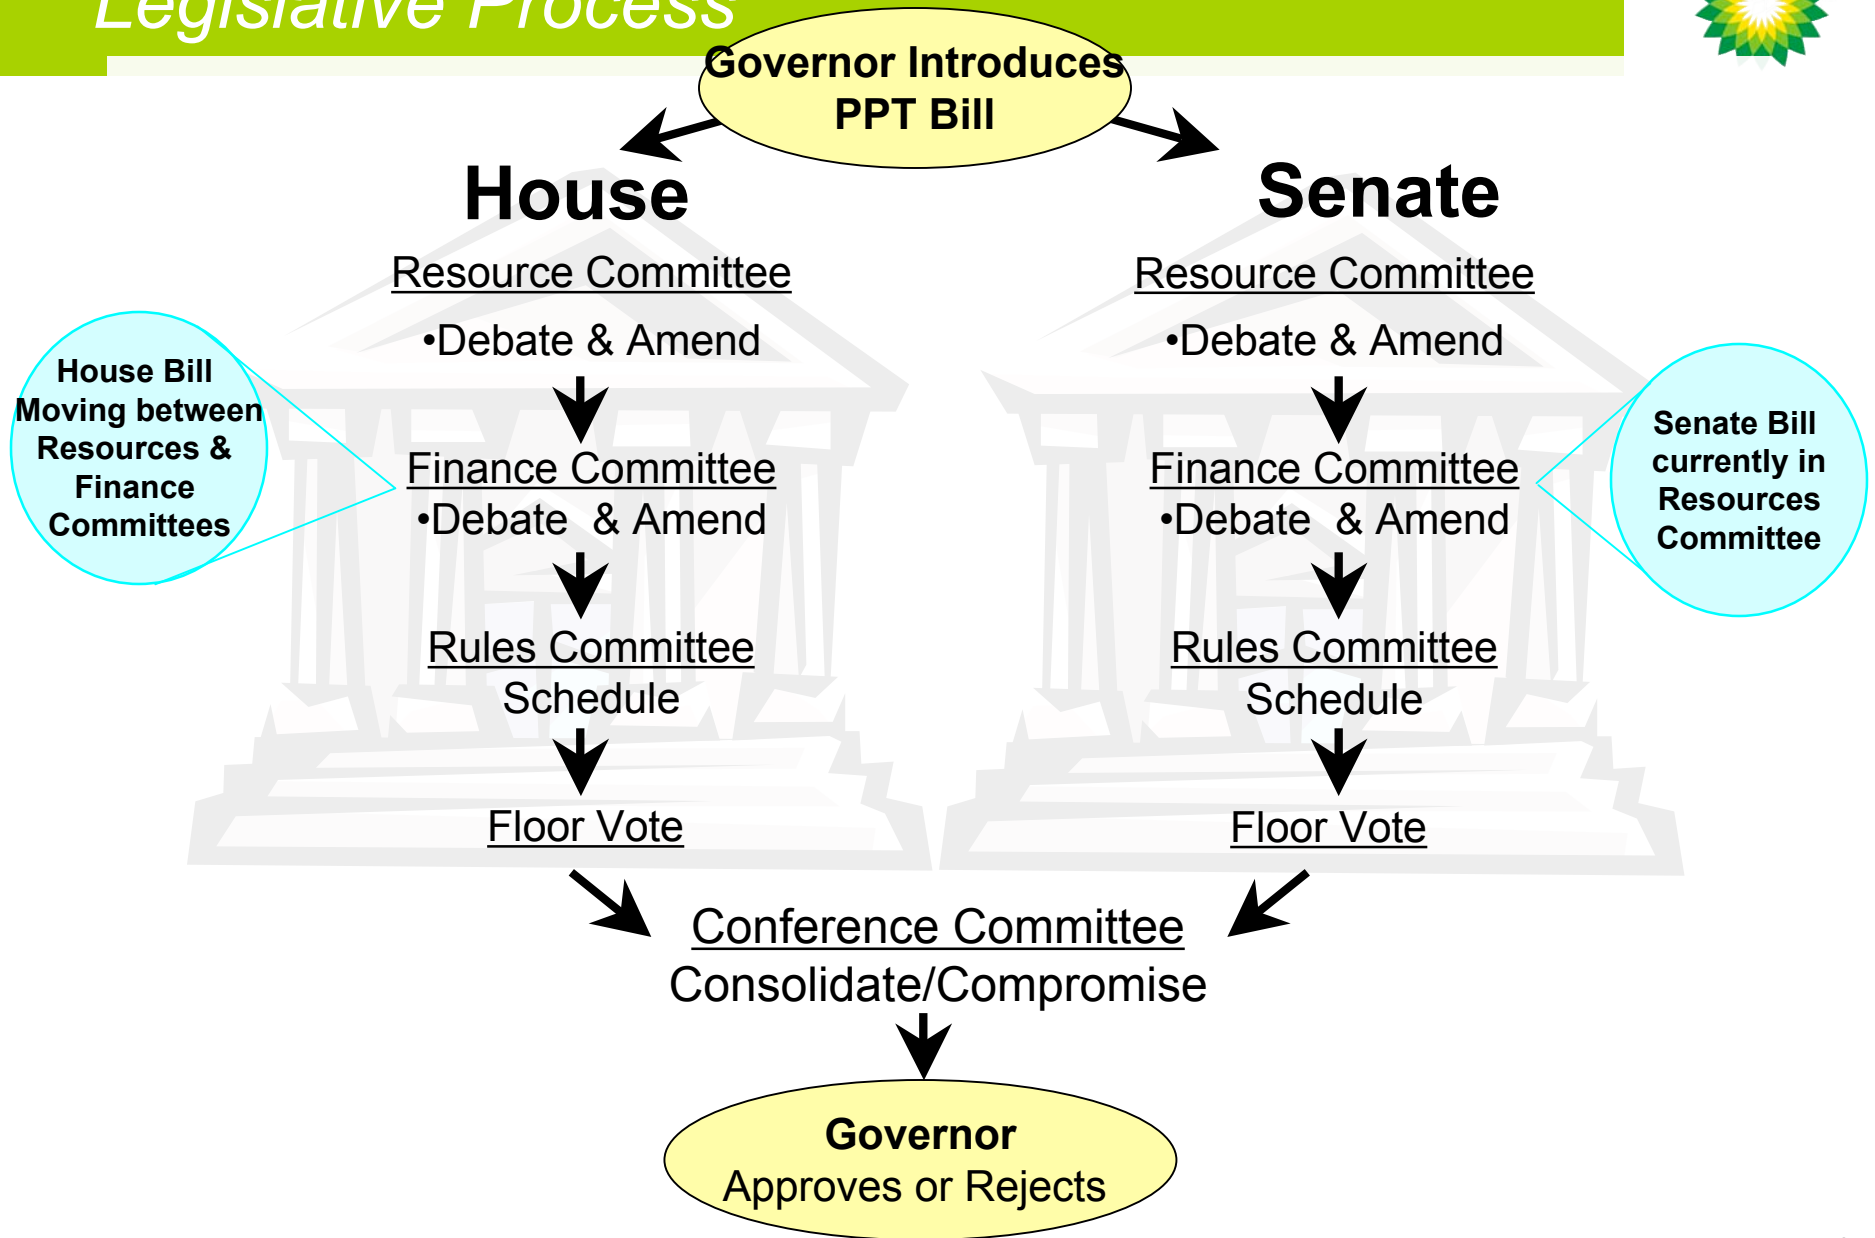 Legislative Process
Governor Introduces
PPT Bill
House
Resource Committee
•Debate & Amend
Finance Committee
•Debate & Amend
Rules Committee
Schedule
Floor Vote
House Bill
Moving between
Resources &
Finance
Committees
Senate
Resource Committee
•Debate & Amend
Finance Committee
•Debate & Amend
Rules Committee
Schedule
Floor Vote
Senate Bill
currently in
Resources
Committee
Conference Committee
Consolidate/Compromise
Governor
Approves or Rejects